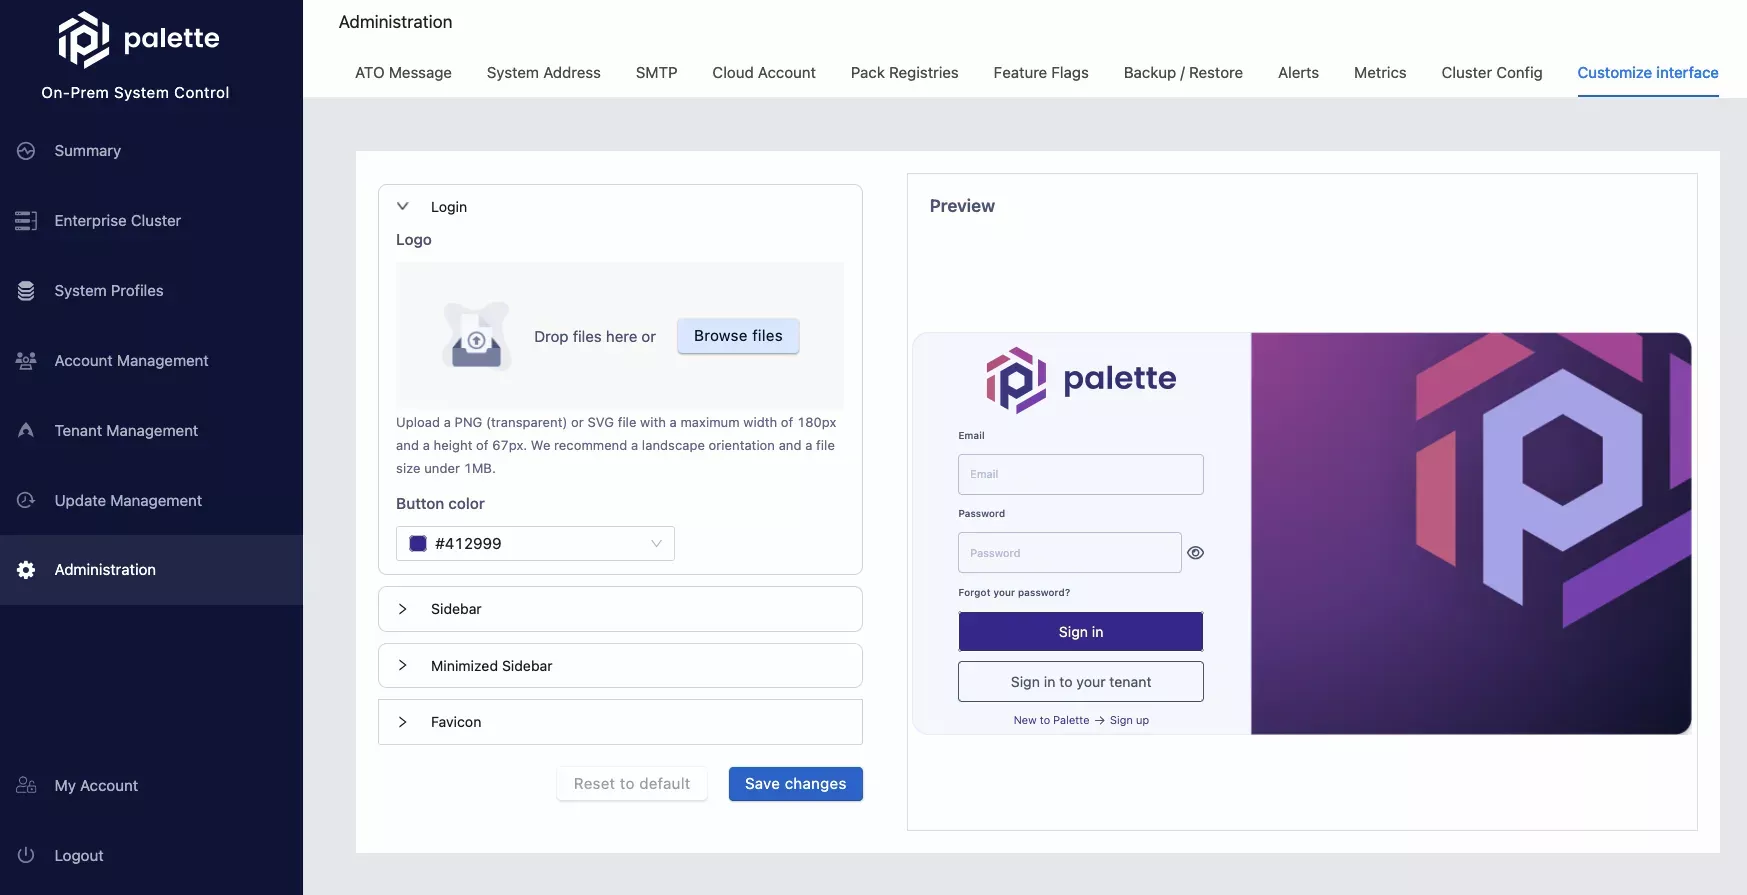 palette
On-Prem System Control
Summary
Enterprise Cluster
System Profiles
Account Management
Tenant Management
Update Management
Administration
My Account
Logout
Administration
ATO Message
System Address
SMTP
Cloud Account
Pack Registries
Feature Flags
Backup / Restore
Alerts
Metrics
Cluster Config
Customize interface
Login
Logo
Drop files here or
Browse files
Upload a PNG (transparent) or SVG file with a maximum width of 180px
and a height of 67px. We recommend a landscape orientation and a file
size under 1MB.
Button color
#412999
Sidebar
Minimized Sidebar
Favicon
Reset to default
Save changes
Preview
palette
Email
Email
Password
Password
Forgot your password?
Sign in
Sign in to your tenant
New to Palette → Sign up